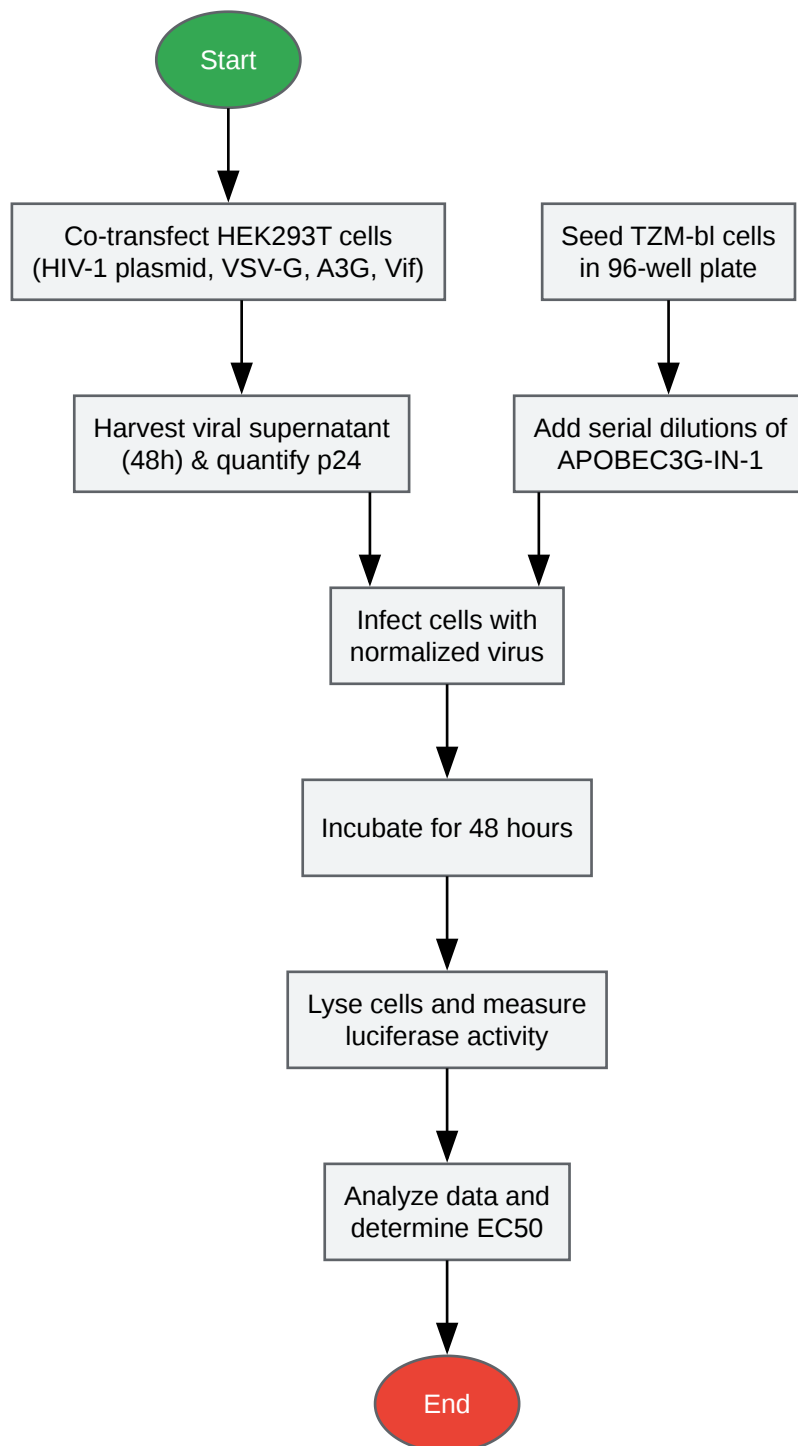 Start
Co-transfect HEK293T cells
(HIV-1 plasmid, VSV-G, A3G, Vif)
Seed TZM-bl cells
in 96-well plate
Harvest viral supernatant
(48h) & quantify p24
Add serial dilutions of
APOBEC3G-IN-1
Infect cells with
normalized virus
Incubate for 48 hours
Lyse cells and measure
luciferase activity
Analyze data and
determine EC50
End